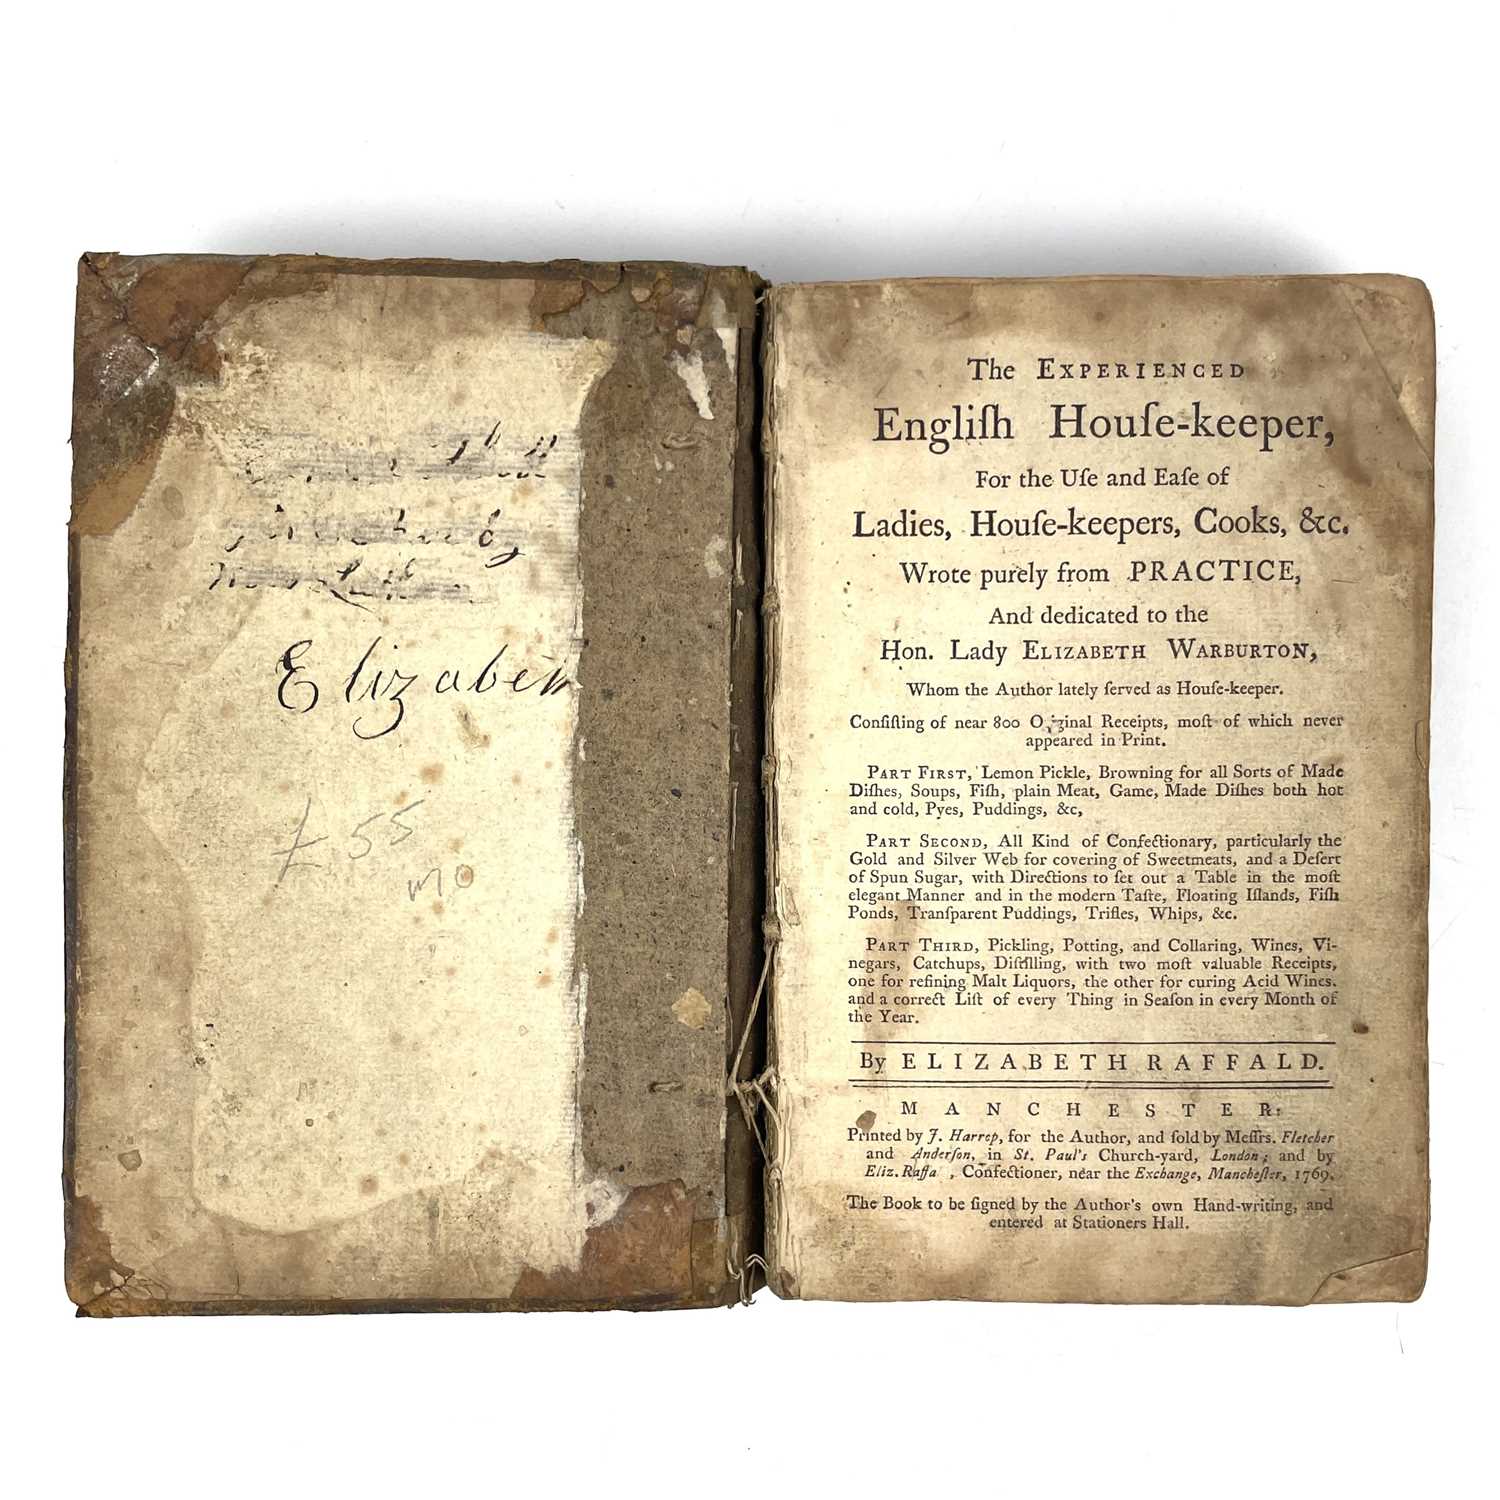 Elizabeth
£55
The EXPERIENCED
Engliſh Houſe-keeper,
For the Uſe and Eaſe of
Ladies, Houſe-keepers, Cooks, &c.
Wrote purely from PRACTICE,
And dedicated to the
Hon. Lady ELIZABETH WARBURTON,
Whom the Author lately ſerved as Houſe-keeper.
Conſiſting of near 800 Original Receipts, moſt of which never
appeared in Print.
PART FIRST, Lemon Pickle, Browning for all Sorts of Made
Diſhes, Soups, Fiſh, plain Meat, Game, Made Diſhes both hot
and cold, Pyes, Puddings, &c,
PART SECOND, All Kind of Confectionary, particularly the
Gold and Silver Web for covering of Sweetmeats, and a Deſert
of Spun Sugar, with Directions to ſet out a Table in the moſt
elegant Manner and in the modern Taſte, Floating Iſlands, Fiſh
Ponds, Tranſparent Puddings, Trifles, Whips, &c.
PART THIRD, Pickling, Potting, and Collaring, Wines, Vi-
negars, Catchups, Diſtilling, with two moſt valuable Receipts,
one for refining Malt Liquors, the other for curing Acid Wines.
and a correct Liſt of every Thing in Seaſon in every Month of
the Year.
By ELIZABETH RAFFALD.
MANCHESTER:
Printed by J. Harrop, for the Author, and ſold by Meſſrs. Fletcher
and Anderſon, in St. Paul's Church-yard, London; and by
Eliz. Raffa , Confectioner, near the Exchange, Mancheſter, 1769.
The Book to be ſigned by the Author's own Hand-writing, and
entered at Stationers Hall.